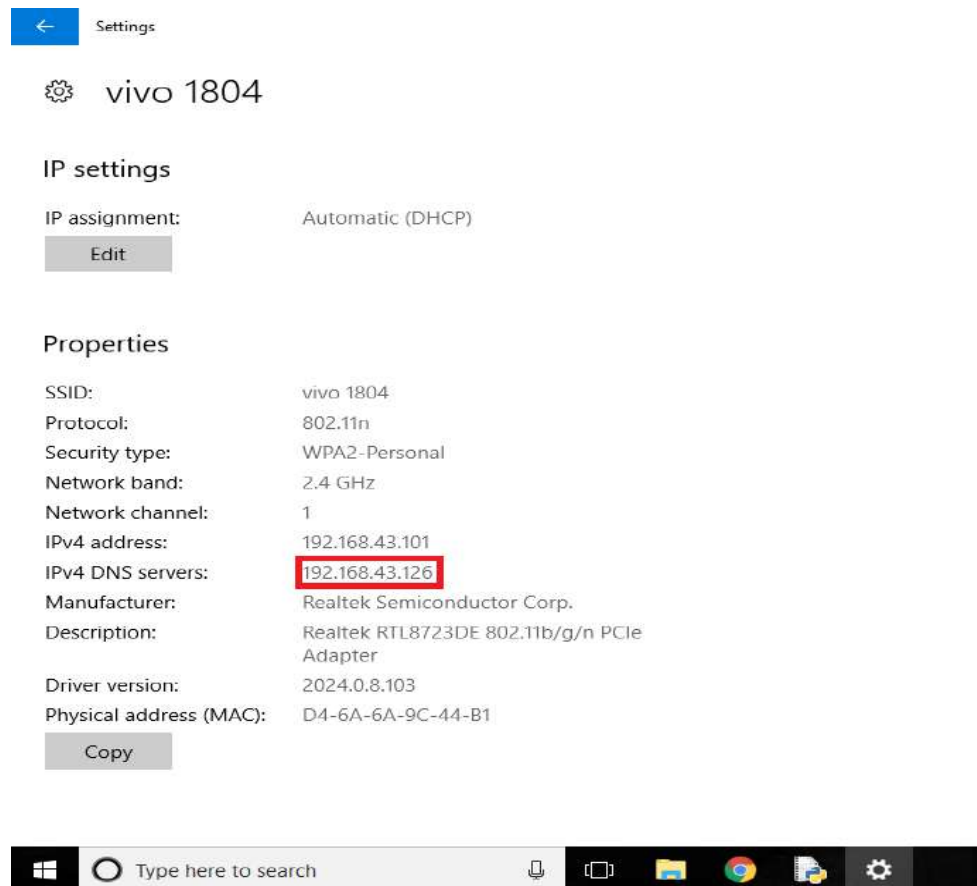 Settings
vivo 1804
IP settings
IP assignment: Automatic (DHCP)
Edit
Properties
SSID: vivo 1804
Protocol: 802.11n
Security type: WPA2-Personal
Network band: 2.4 GHz
Network channel: 1
IPv4 address: 192.168.43.101
IPv4 DNS servers: 192.168.43.126
Manufacturer: Realtek Semiconductor Corp.
Description: Realtek RTL8723DE 802.11b/g/n PCIe
Adapter
Driver version: 2024.0.8.103
Physical address (MAC): D4-6A-6A-9C-44-B1
Copy
Type here to search